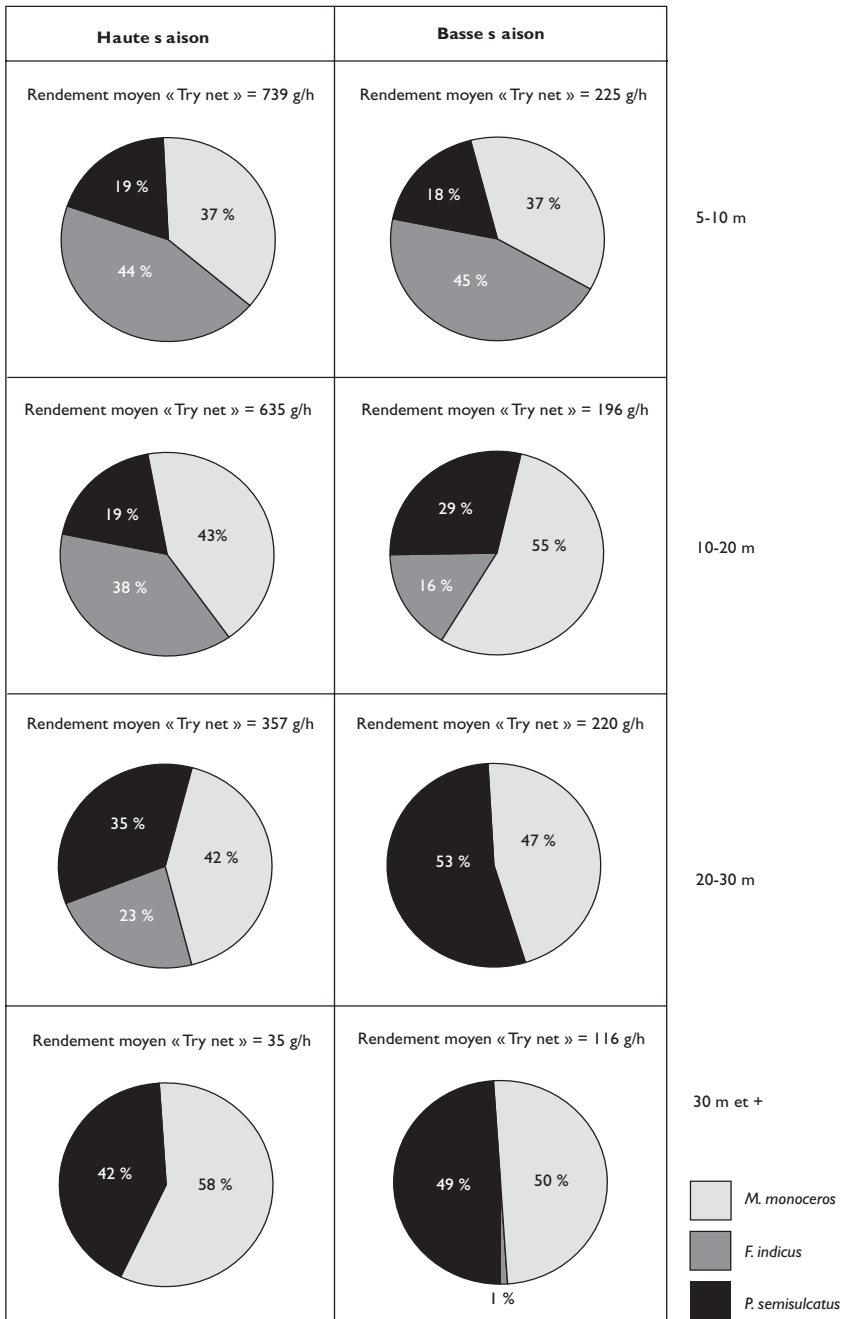 Haute saison
Basse saison
Rendement moyen « Try net » = 739 g/h
Rendement moyen « Try net » = 225 g/h
19 %
37 %
44 %
18 %
37 %
45 %
5-10 m
Rendement moyen « Try net » = 635 g/h
Rendement moyen « Try net » = 196 g/h
19 %
43%
38 %
29 %
55 %
16 %
10-20 m
Rendement moyen « Try net » = 357 g/h
Rendement moyen « Try net » = 220 g/h
35 %
42 %
23 %
53 %
47 %
20-30 m
Rendement moyen « Try net » = 35 g/h
Rendement moyen « Try net » = 116 g/h
42 %
58 %
49 %
50 %
1 %
30 m et +
M. monoceros
F. indicus
P. semisulcatus